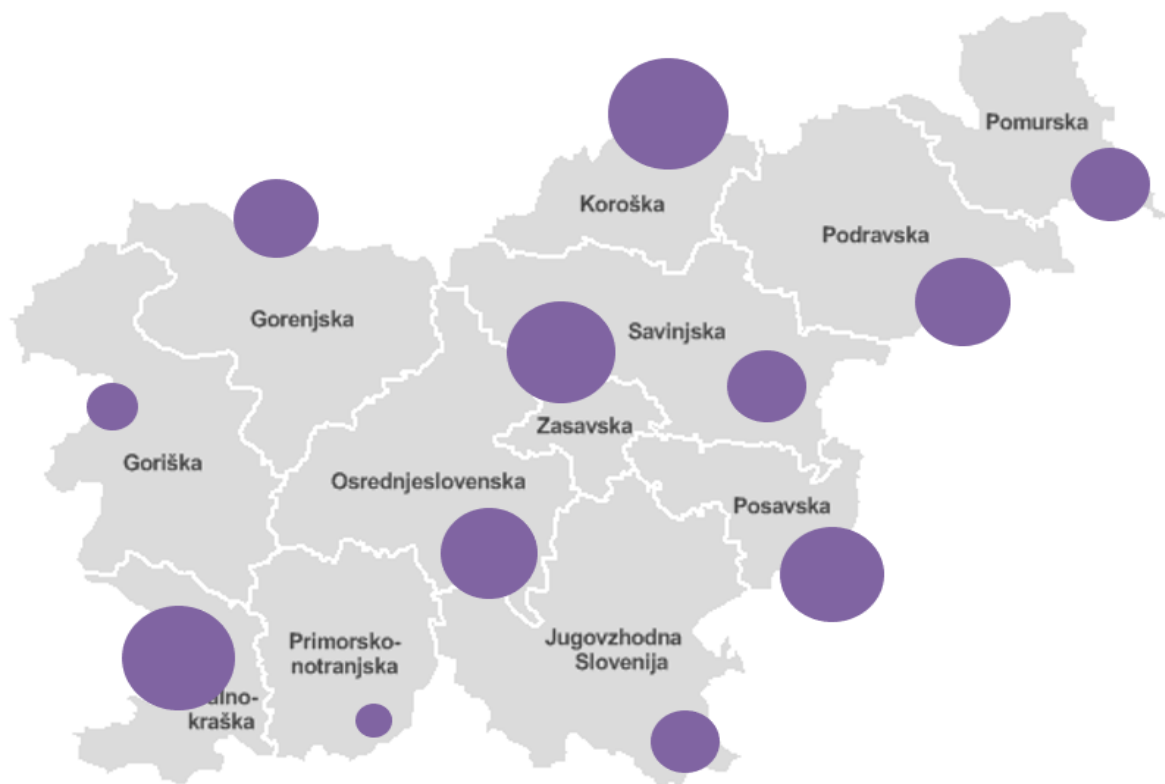 Pomurska
Koroška
Podravska
Gorenjska
Savinjska
Zasavska
Goriška
Osrednjeslovenska
Posavska
Primorsko-
notranjska
Jugovzhodna
Slovenija
kraška